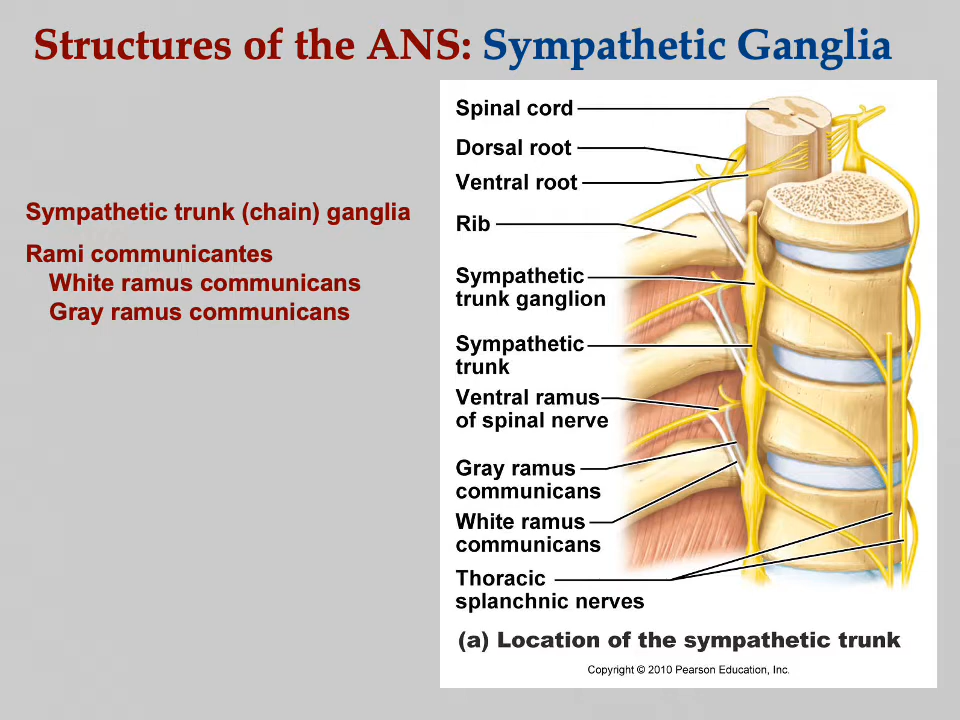 Structures of the ANS: Sympathetic Ganglia
Sympathetic trunk (chain) ganglia
Rami communicantes
White ramus communicans
Gray ramus communicans
Spinal cord
Dorsal root
Ventral root
Rib
Sympathetic
trunk ganglion
Sympathetic
trunk
Ventral ramus
of spinal nerve
Gray ramus
communicans
White ramus
communicans
Thoracic
splanchnic nerves
(a) Location of the sympathetic trunk
Copyright © 2010 Pearson Education, Inc.